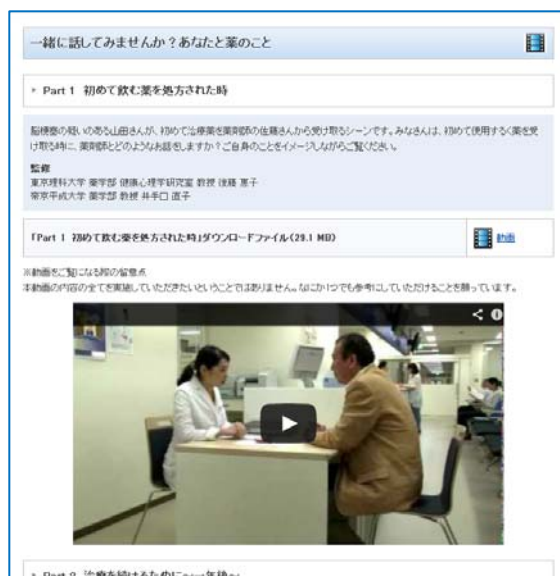 一緒に話してみませんか？あなたと薬のこと
Part 1 初めて飲む薬を処方された時
脳梗塞の疑いのある山田さんが、初めて治療薬を薬剤師の佐藤さんから受け取るシーンです。みなさんは、初めて使用する〈薬を受
け取る時に、薬剤師とどのようなお話をしますか？ご自身のことをイメージしながらご覧ください。
監修
東京理科大学 薬学部 健康心理学研究室 教授 後藤 惠子
帝京平成大学 薬学部 教授 井手口 直子
「Part 1 初めて飲む薬を処方された時」ダウンロードファイル(29.1 MB)
動画
※動画をご覧になる際の留意点
本動画の内容の全てを実施していただきたいということではありません。なにか1つでも参考にしていただけることを願っています。
Part 2 治療を続けるために～一年後～